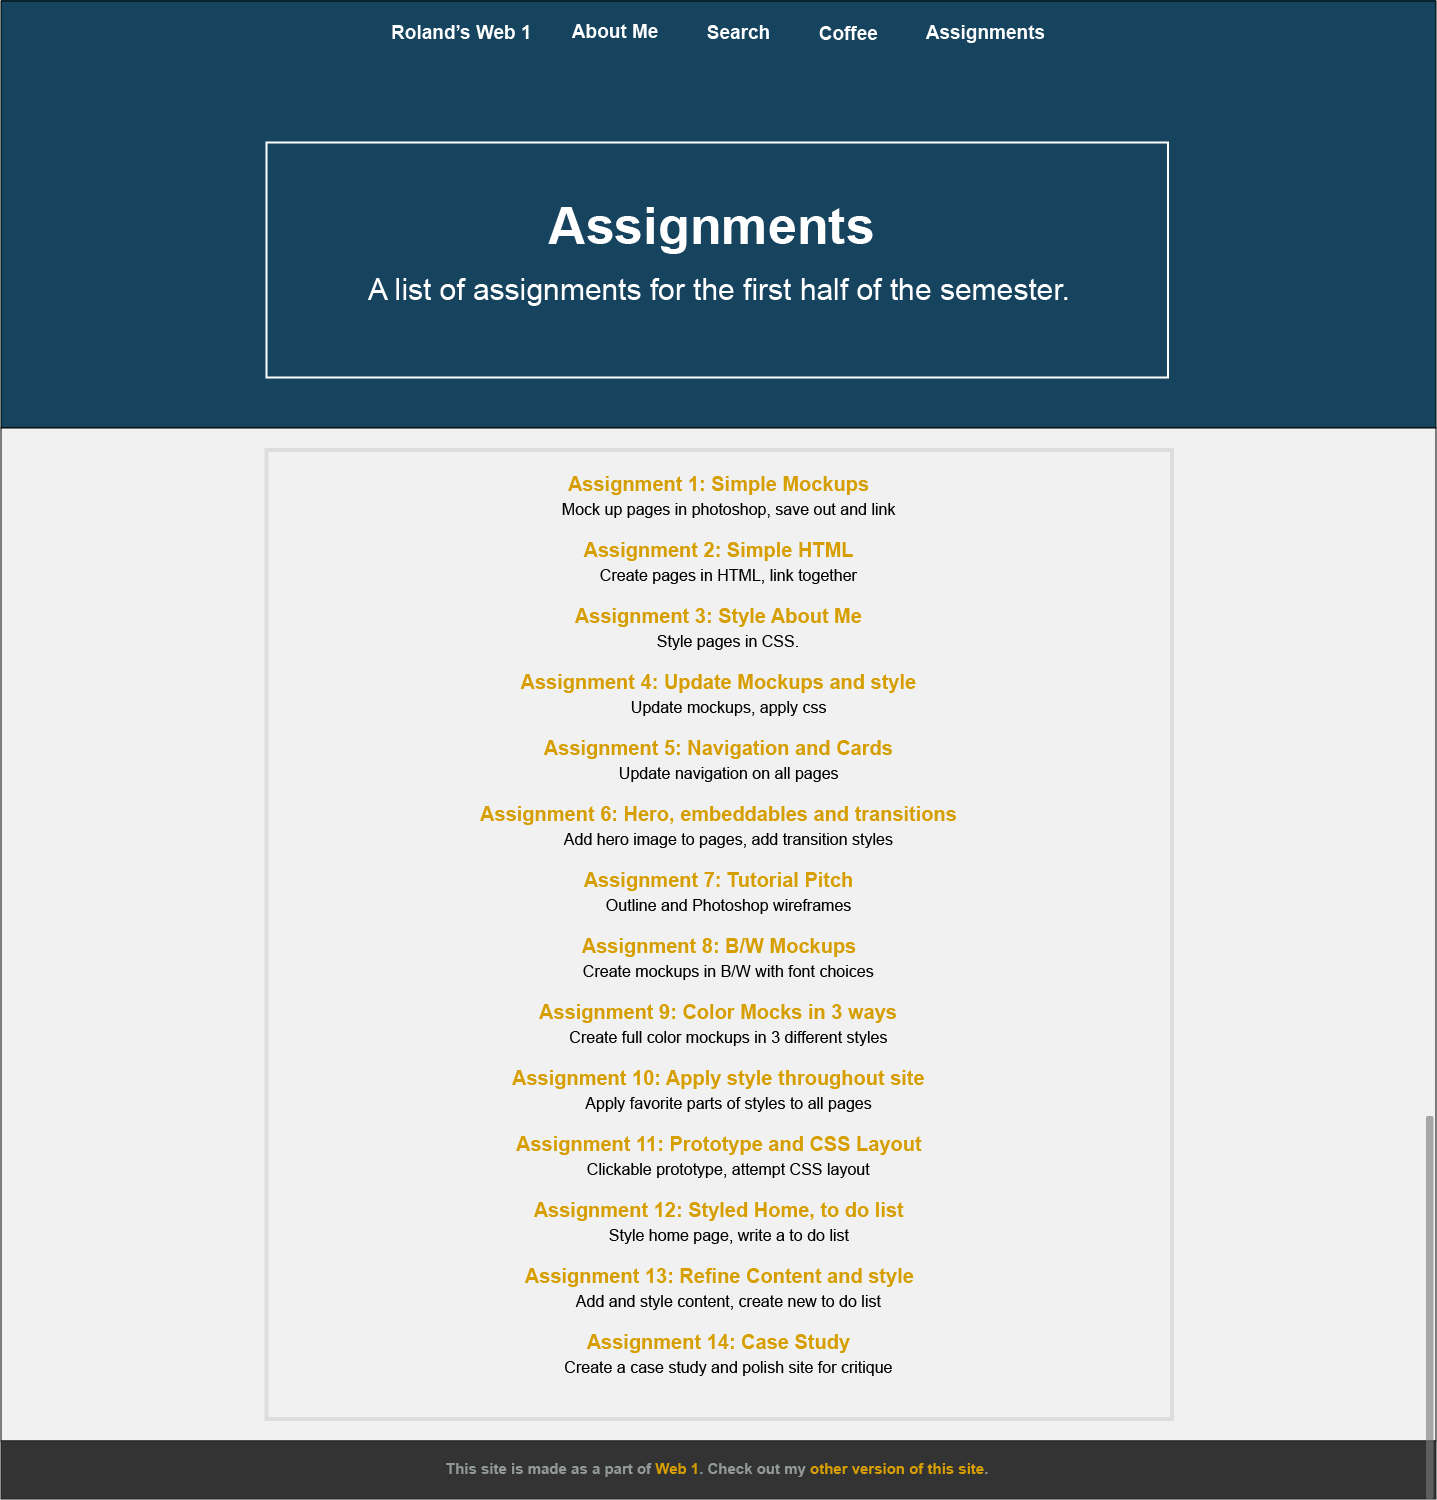 Roland’s Web 1 About Me Search Coffee Assignments
Assignments
A list of assignments for the first half of the semester.
Assignment 1: Simple Mockups
Mock up pages in photoshop, save out and link
Assignment 2: Simple HTML
Create pages in HTML, link together
Assignment 3: Style About Me
Style pages in CSS.
Assignment 4: Update Mockups and style
Update mockups, apply css
Assignment 5: Navigation and Cards
Update navigation on all pages
Assignment 6: Hero, embeddables and transitions
Add hero image to pages, add transition styles
Assignment 7: Tutorial Pitch
Outline and Photoshop wireframes
Assignment 8: B/W Mockups
Create mockups in B/W with font choices
Assignment 9: Color Mocks in 3 ways
Create full color mockups in 3 different styles
Assignment 10: Apply style throughout site
Apply favorite parts of styles to all pages
Assignment 11: Prototype and CSS Layout
Clickable prototype, attempt CSS layout
Assignment 12: Styled Home, to do list
Style home page, write a to do list
Assignment 13: Refine Content and style
Add and style content, create new to do list
Assignment 14: Case Study
Create a case study and polish site for critique
This site is made as a part of Web 1. Check out my other version of this site.